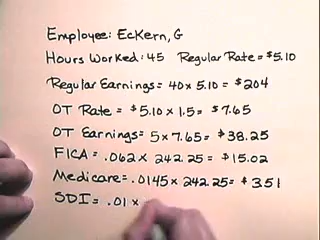 Employee: Eckern, G
Hours Worked: 45 Regular Rate = $5.10
Regular Earnings = 40 x 5.10 = $204
OT Rate = $5.10 x 1.5 = $7.65
OT Earnings = 5 x 7.65 = $38.25
FICA = .062 x 242.25 = $15.02
Medicare = .0145 x 242.25 = $3.51
SDI = .01 x